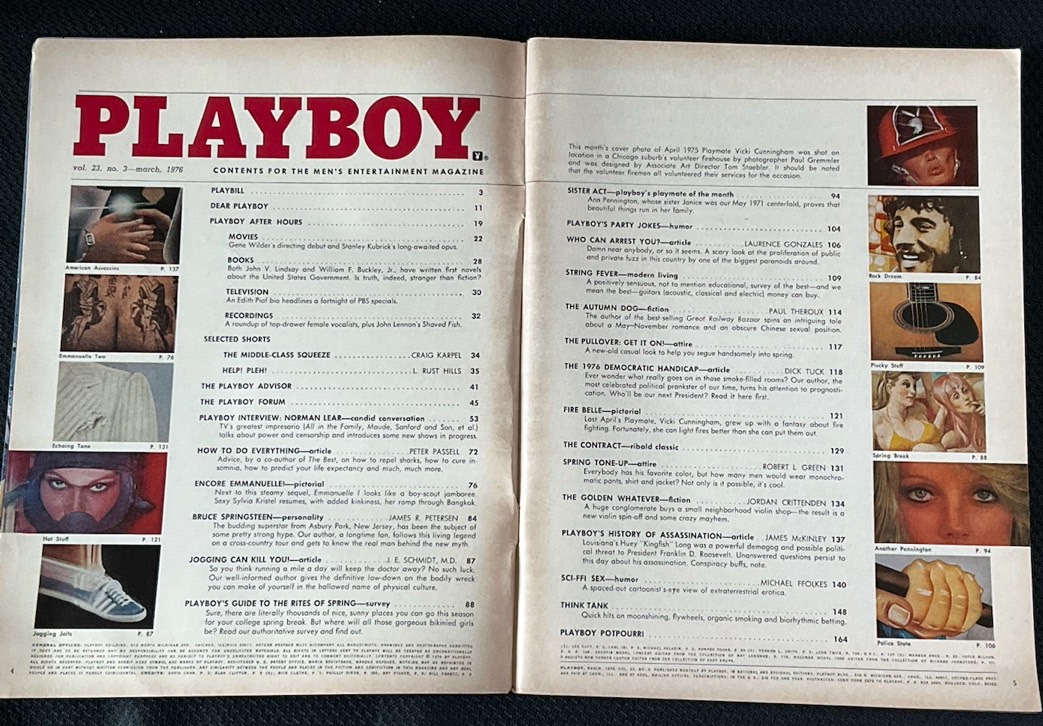 PLAYBOY
vol. 23, no. 3—march, 1976
CONTENTS FOR THE MEN'S ENTERTAINMENT MAGAZINE
PLAYBILL 3
DEAR PLAYBOY 11
PLAYBOY AFTER HOURS 19
MOVIES 22
Gene Wilder's directing debut and Stanley Kubrick's long-awaited opus.
BOOKS 28
Both John V. Lindsay and William F. Buckley, Jr., have written first novels
about the United States Government. Is truth, indeed, stranger than fiction?
TELEVISION 30
An Edith Piaf bio headlines a fortnight of PBS specials.
RECORDINGS 32
A roundup of top-drawer female vocalists, plus John Lennon's Shaved Fish.
SELECTED SHORTS
THE MIDDLE-CLASS SQUEEZE CRAIG KARPEL 34
HELP! PLEH! L. RUST HILLS 35
THE PLAYBOY ADVISOR 41
THE PLAYBOY FORUM 45
PLAYBOY INTERVIEW: NORMAN LEAR—candid conversation 53
TV's greatest impresario (All in the Family, Maude, Sanford and Son, et al.)
talks about power and censorship and introduces some new shows in progress.
HOW TO DO EVERYTHING—article PETER PASSELL 72
Advice, by a co-author of The Best, on how to repel sharks, how to cure in-
somnia, how to predict your life expectancy and much, much more.
ENCORE EMMANUELLE!—pictorial 76
Next to this steamy sequel, Emmanuelle I looks like a boy-scout jamboree.
Sexy Sylvia Kristel resumes, with added kinkiness, her romp through Bangkok.
BRUCE SPRINGSTEEN—personality JAMES R. PETERSEN 84
The budding superstar from Asbury Park, New Jersey, has been the subject of
some pretty strong hype. Our author, a longtime fan, follows this living legend
on a cross-country tour and gets to know the real man behind the new myth.
JOGGING CAN KILL YOU!—article J. E. SCHMIDT, M.D. 87
So you think running a mile a day will keep the doctor away? No such luck.
Our well-informed author gives the definitive low-down on the bodily wreck
you can make of yourself in the hallowed name of physical culture.
PLAYBOY'S GUIDE TO THE RITES OF SPRING—survey 88
Sure, there are literally thousands of nice, sunny places you can go this season
for your college spring break. But where will all those gorgeous bikinied girls
be? Read our authoritative survey and find out.
American Assassins P. 137
Emmanuelle Two P. 76
Echoing Tone P. 131
Hot Stuff P. 121
Jogging Jolts P. 87
4
This month's cover photo of April 1975 Playmate Vicki Cunningham was shot on
location in a Chicago suburb's volunteer firehouse by photographer Paul Gremmler
and was designed by Associate Art Director Tom Staebler. It should be noted
that the volunteer firemen all volunteered their services for the occasion.
SISTER ACT—playboy's playmate of the month 94
Ann Pennington, whose sister Janice was our May 1971 centerfold, proves that
beautiful things run in her family.
PLAYBOY'S PARTY JOKES—humor 104
WHO CAN ARREST YOU?—article LAURENCE GONZALES 106
Damn near anybody, or so it seems. A scary look at the proliferation of public
and private fuzz in this country by one of the biggest paranoids around.
STRING FEVER—modern living 109
A positively sensuous, not to mention educational, survey of the best—and we
mean the best—guitars (acoustic, classical and electric) money can buy.
THE AUTUMN DOG—fiction PAUL THEROUX 114
The author of the best-selling Great Railway Bazaar spins an intriguing tale
about a May—November romance and an obscure Chinese sexual position.
THE PULLOVER: GET IT ON!—attire 117
A new-old casual look to help you segue handsomely into spring.
THE 1976 DEMOCRATIC HANDICAP—article DICK TUCK 118
Ever wonder what really goes on in those smoke-filled rooms? Our author, the
most celebrated political prankster of our time, turns his attention to prognosti-
cation. Who'll be our next President? Read it here first.
FIRE BELLE—pictorial 121
Last April's Playmate, Vicki Cunningham, grew up with a fantasy about fire
fighting. Fortunately, she can light fires better than she can put them out.
THE CONTRACT—ribald classic 129
SPRING TONE-UP—attire ROBERT L. GREEN 131
Everybody has his favorite color, but how many men would wear monochro-
matic pants, shirt and jacket? Not only is it possible, it's cool.
THE GOLDEN WHATEVER—fiction JORDAN CRITTENDEN 134
A huge conglomerate buys a small neighborhood violin shop—the result is a
new violin spin-off and some crazy mayhem.
PLAYBOY'S HISTORY OF ASSASSINATION—article JAMES McKINLEY 137
Louisiana's Huey "Kingfish" Long was a powerful demagog and possible politi-
cal threat to President Franklin D. Roosevelt. Unanswered questions persist to
this day about his assassination. Conspiracy buffs, note.
SCI-FFI SEX—humor MICHAEL FFOLKES 140
A spaced-out cartoonist's-eye view of extraterrestrial erotica.
THINK TANK 148
Quick hits on moonshining, flywheels, organic smoking and biorhythmic betting.
PLAYBOY POTPOURRI 164
Rock Dream P. 84
Plucky Stuff P. 109
Spring Break P. 88
Another Pennington P. 94
Police State P. 106
5